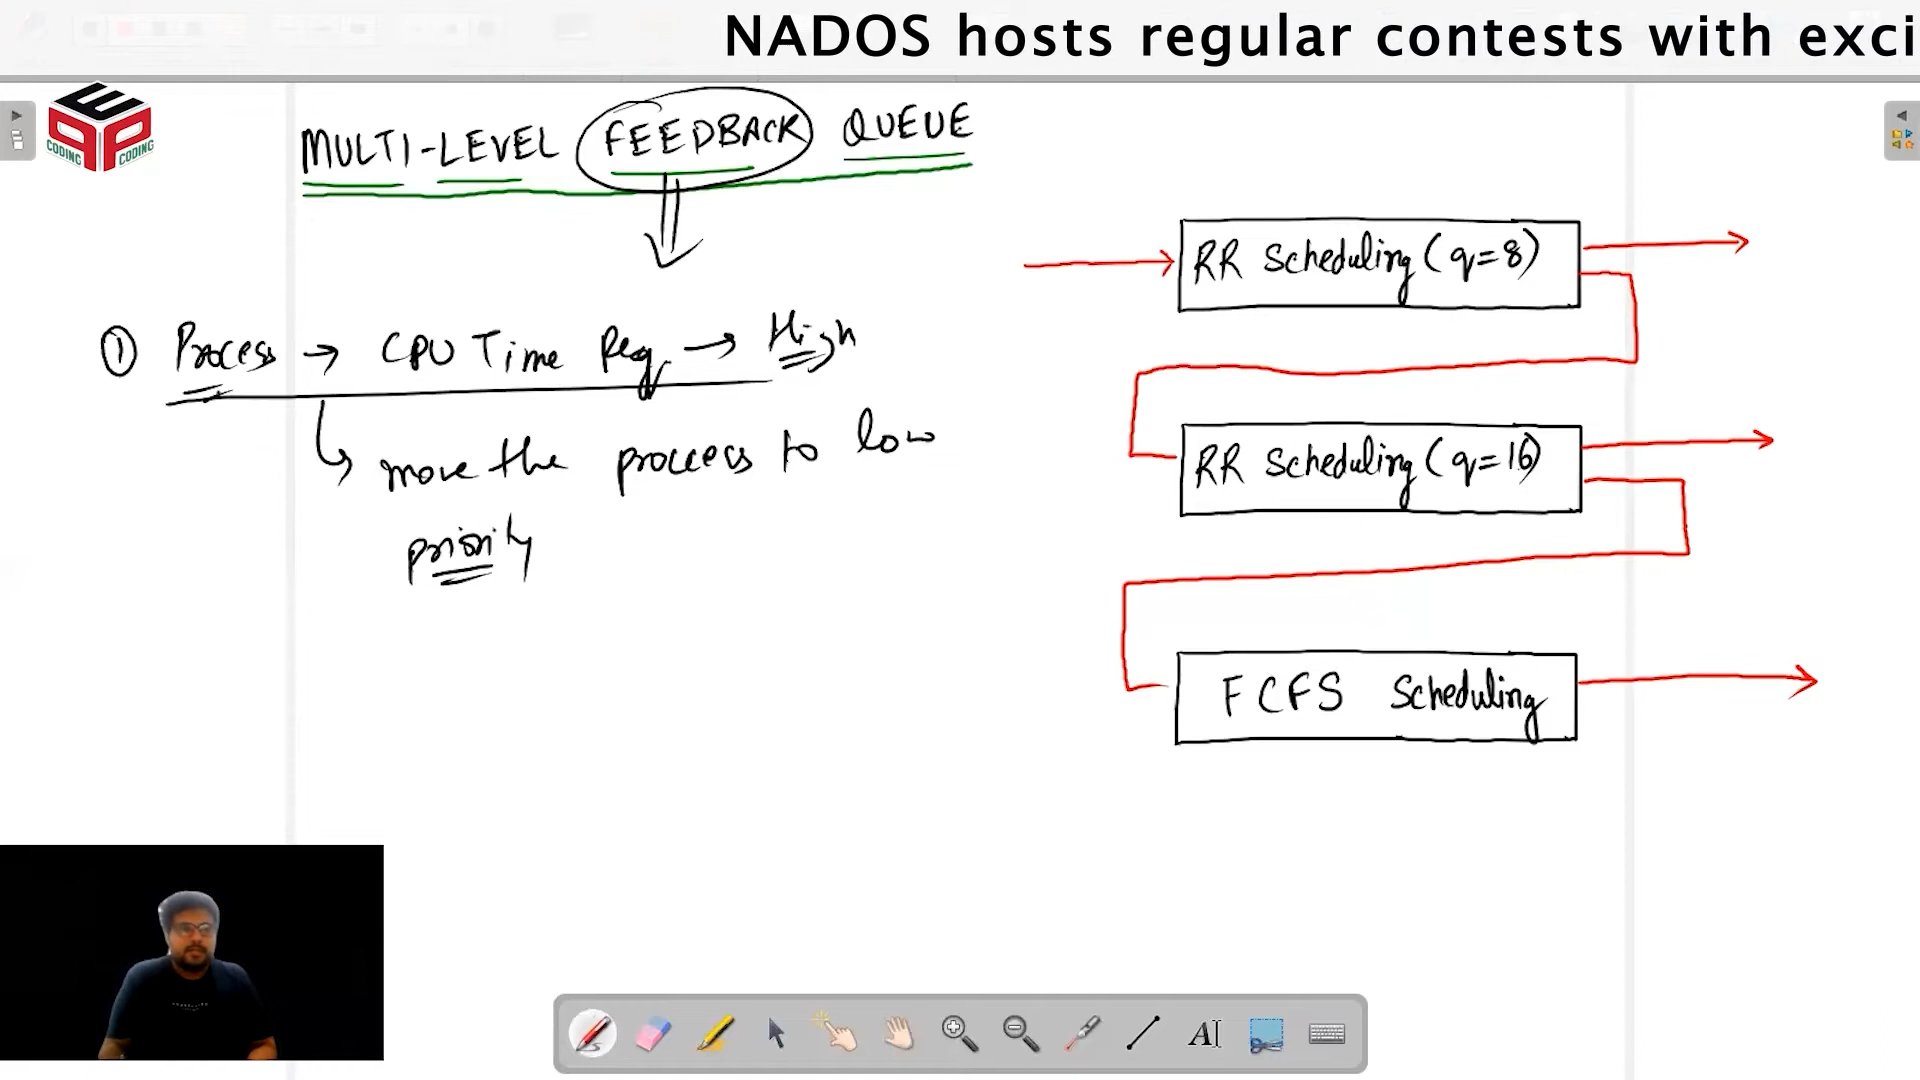 NADOS hosts regular contests with exci
CODING CODING
MULTI-LEVEL FEEDBACK QUEUE
① Process → CPU Time Req → High
move the process to low
priority
RR Scheduling (q=8)
RR Scheduling (q=16)
FCFS Scheduling
AI